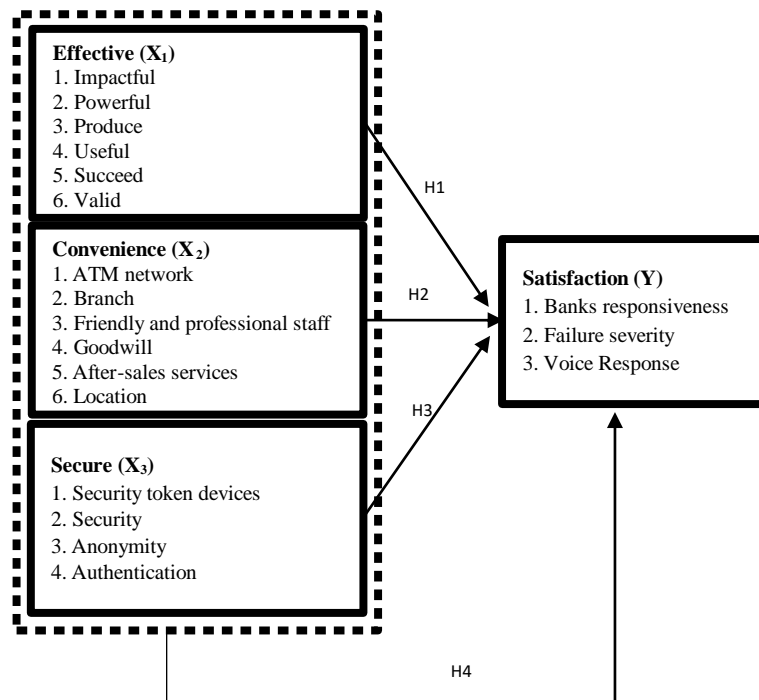 Effective (X₁)
1. Impactful
2. Powerful
3. Produce
4. Useful
5. Succeed
6. Valid
H1
Convenience (X₂)
1. ATM network
2. Branch
3. Friendly and professional staff
4. Goodwill
5. After-sales services
6. Location
H2
Satisfaction (Y)
1. Banks responsiveness
2. Failure severity
3. Voice Response
H3
Secure (X₃)
1. Security token devices
2. Security
3. Anonymity
4. Authentication
H4